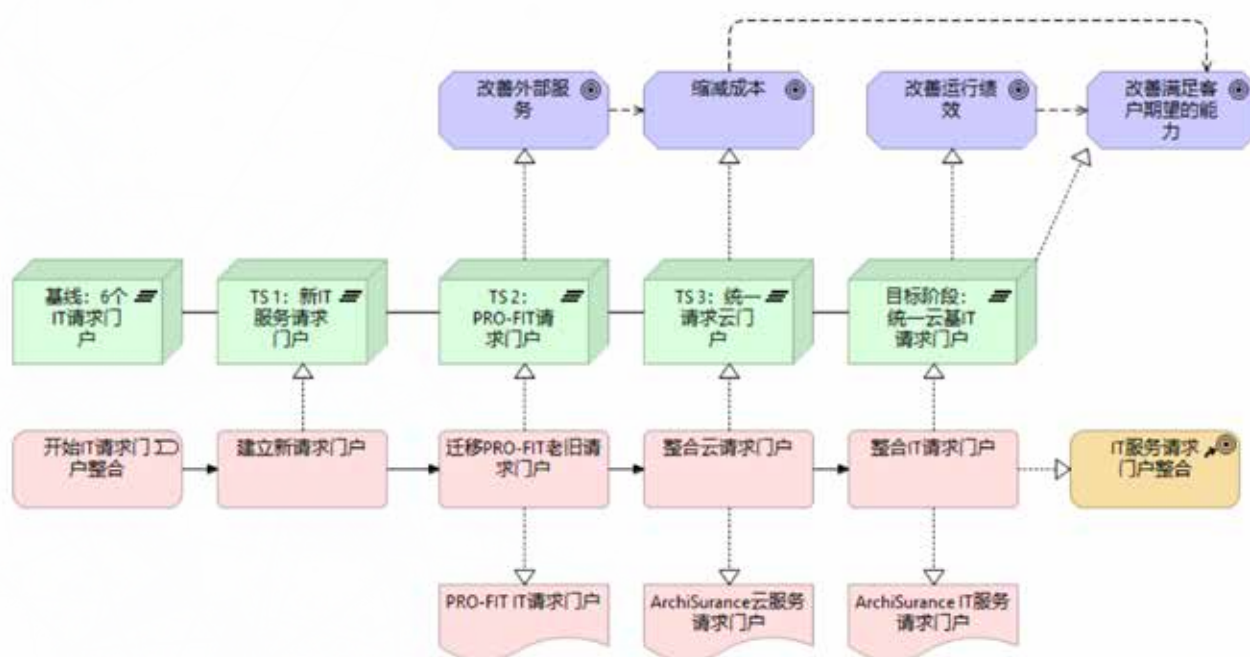 改善外部服
务
缩减成本
改善运行绩
效
改善满足客
户期望的能
力
基线：6个
IT请求门
户
TS 1：新IT
服务请求
门户
TS 2：
PRO-FIT请
求门户
TS 3：统一
请求云门
户
目标阶段：
统一云基IT
请求门户
开始IT请求门
户整合
建立新请求门户
迁移PRO-FIT老旧请
求门户
整合云请求门户
整合IT请求门户
IT服务请求
门户整合
PRO-FIT IT请求门户
ArchiSurance云服务
请求门户
ArchiSurance IT服务
请求门户